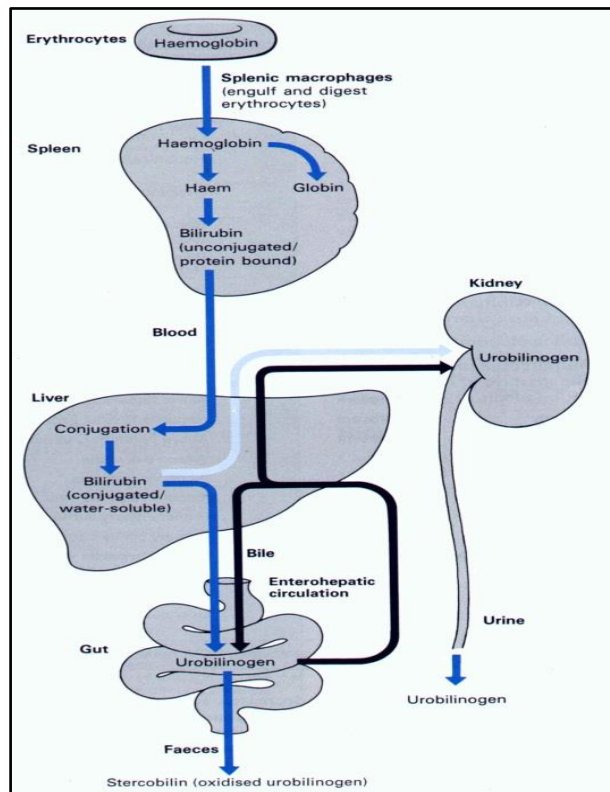 Erythrocytes
Haemoglobin
Splenic macrophages
(engulf and digest
erythrocytes)
Spleen
Haemoglobin
Haem
Globin
Bilirubin
(unconjugated/
protein bound)
Kidney
Blood
Urobilinogen
Liver
Conjugation
Bilirubin
(conjugated/
water-soluble)
Bile
Enterohepatic
circulation
Gut
Urobilinogen
Urine
Urobilinogen
Faeces
Stercobilin (oxidised urobilinogen)